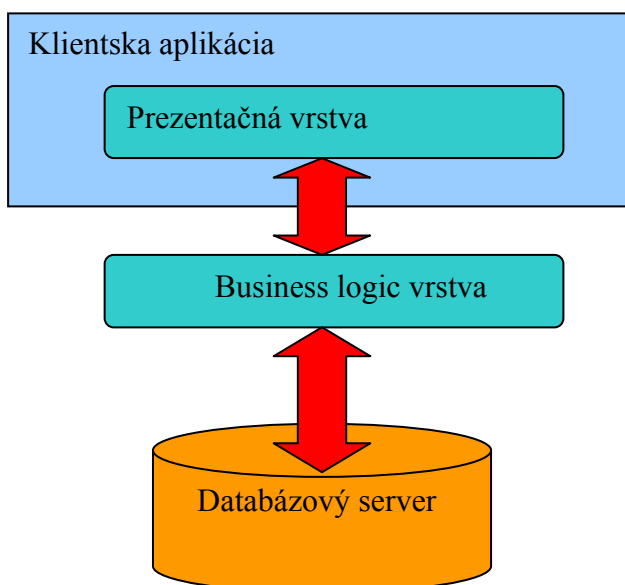 Klientska aplikácia
Prezentačná vrstva
Business logic vrstva
Databázový server